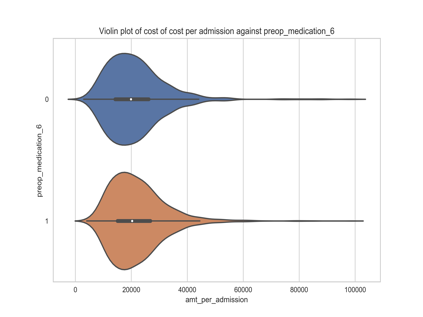 Violin plot of cost of cost per admission against preop_medication_6
preop_medication_6
0
1
0 20000 40000 60000 80000 100000
amt_per_admission